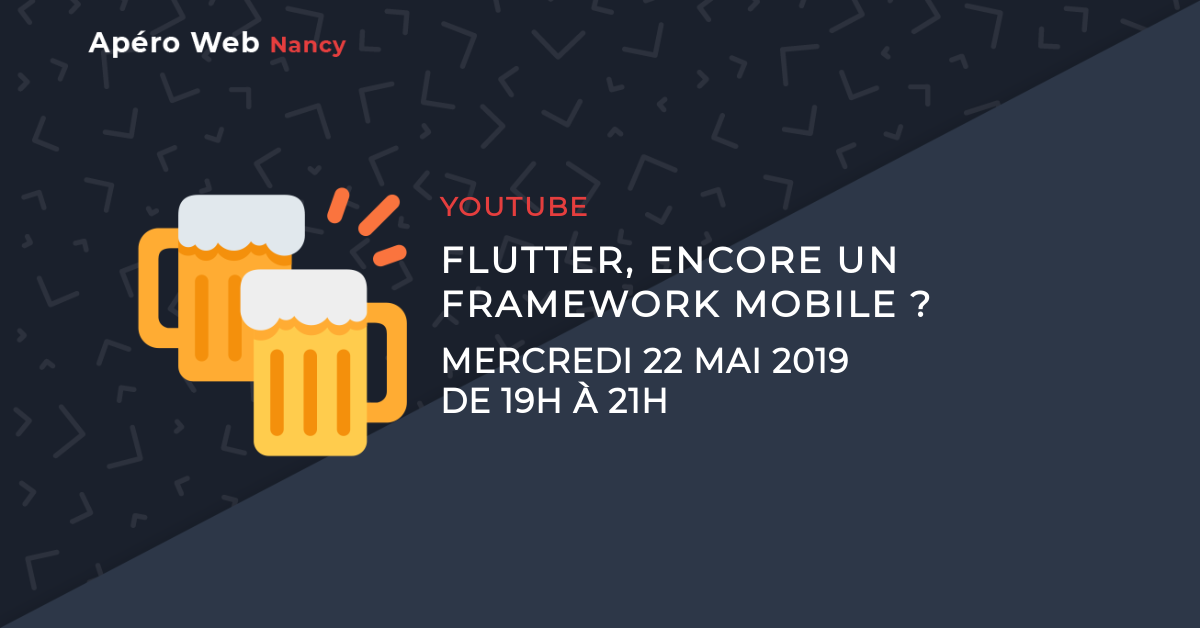 Apéro Web Nancy
YOUTUBE
FLUTTER, ENCORE UN
FRAMEWORK MOBILE ?
MERCREDI 22 MAI 2019
DE 19H À 21H